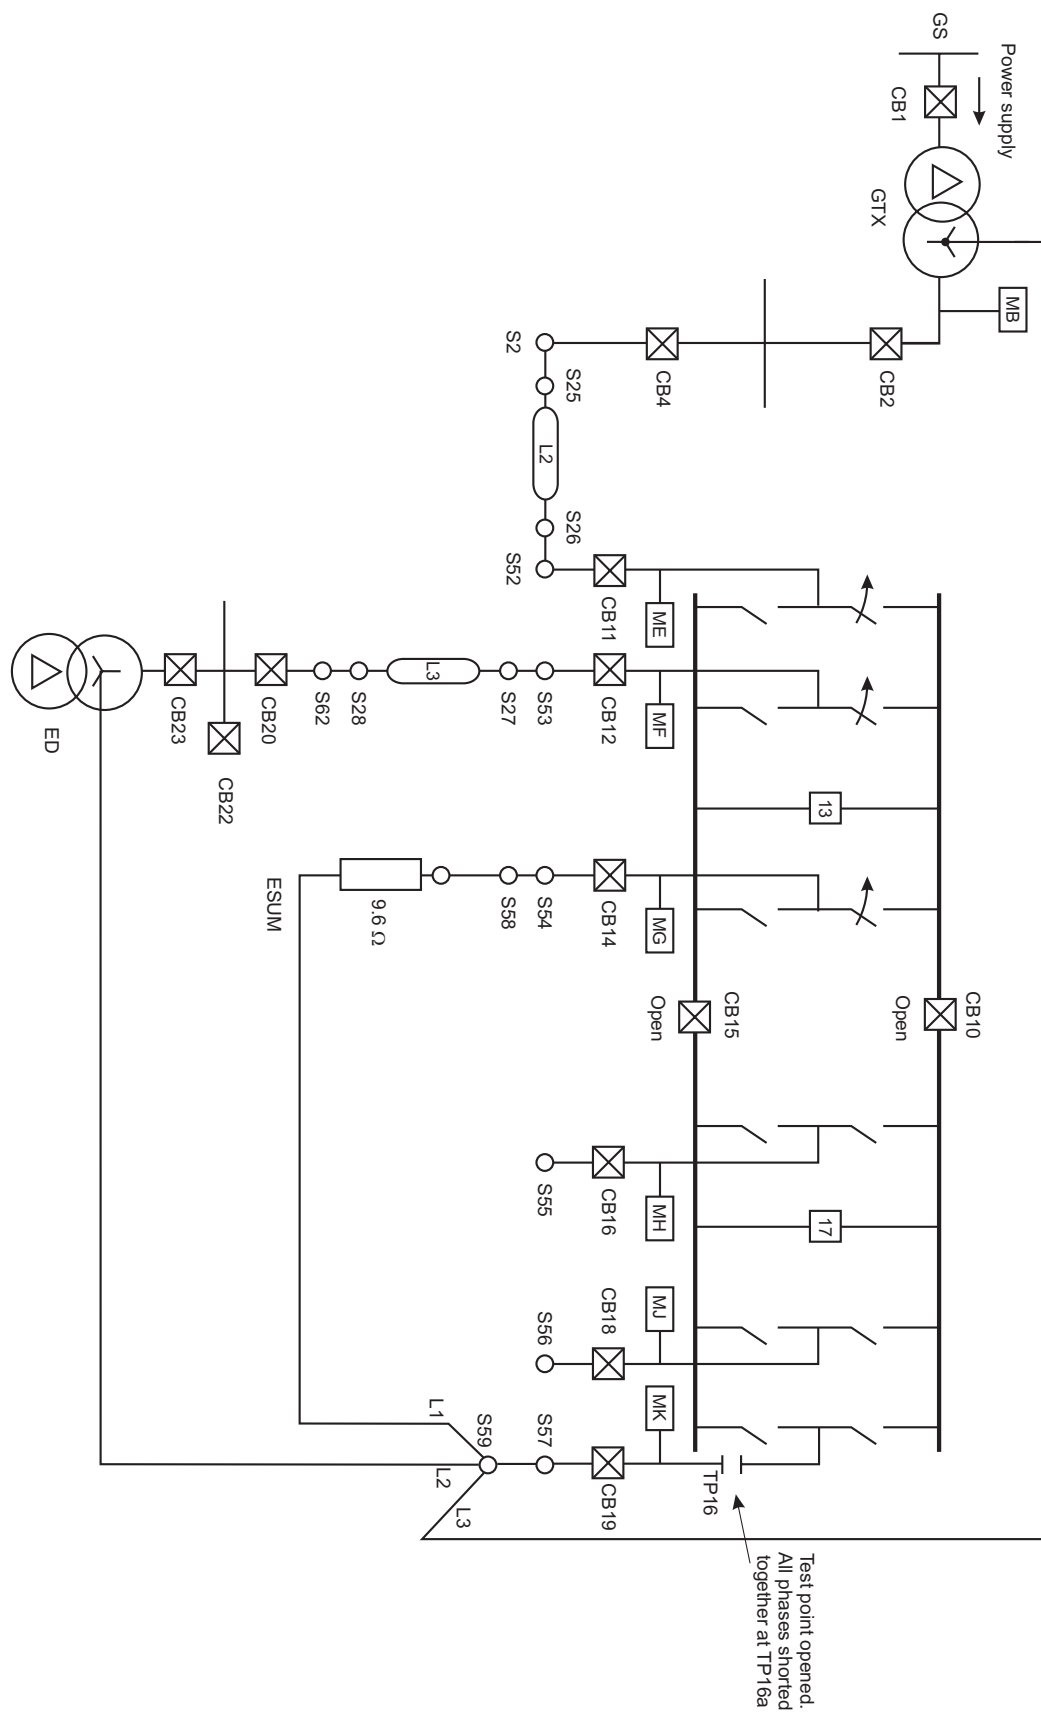 GS
Power supply
CB1
GTX
MB
CB2
CB4
S2
S25
L2
S26
S52
CB11
ME
ED
CB23
CB22
CB20
S62
S28
L3
S27
S53
CB12
MF
13
ESUM
9.6 Ω
S58
S54
CB14
MG
CB15
Open
CB10
Open
S55
CB16
MH
17
S56
CB18
MJ
L1
L2
L3
S59
S57
CB19
MK
TP16
Test point opened.
All phases shorted
together at TP16a